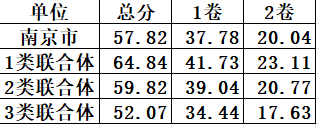 单位 总分 1卷 2卷
南京市 57.82 37.78 20.04
1类联合体 64.84 41.73 23.11
2类联合体 59.82 39.04 20.77
3类联合体 52.07 34.44 17.63